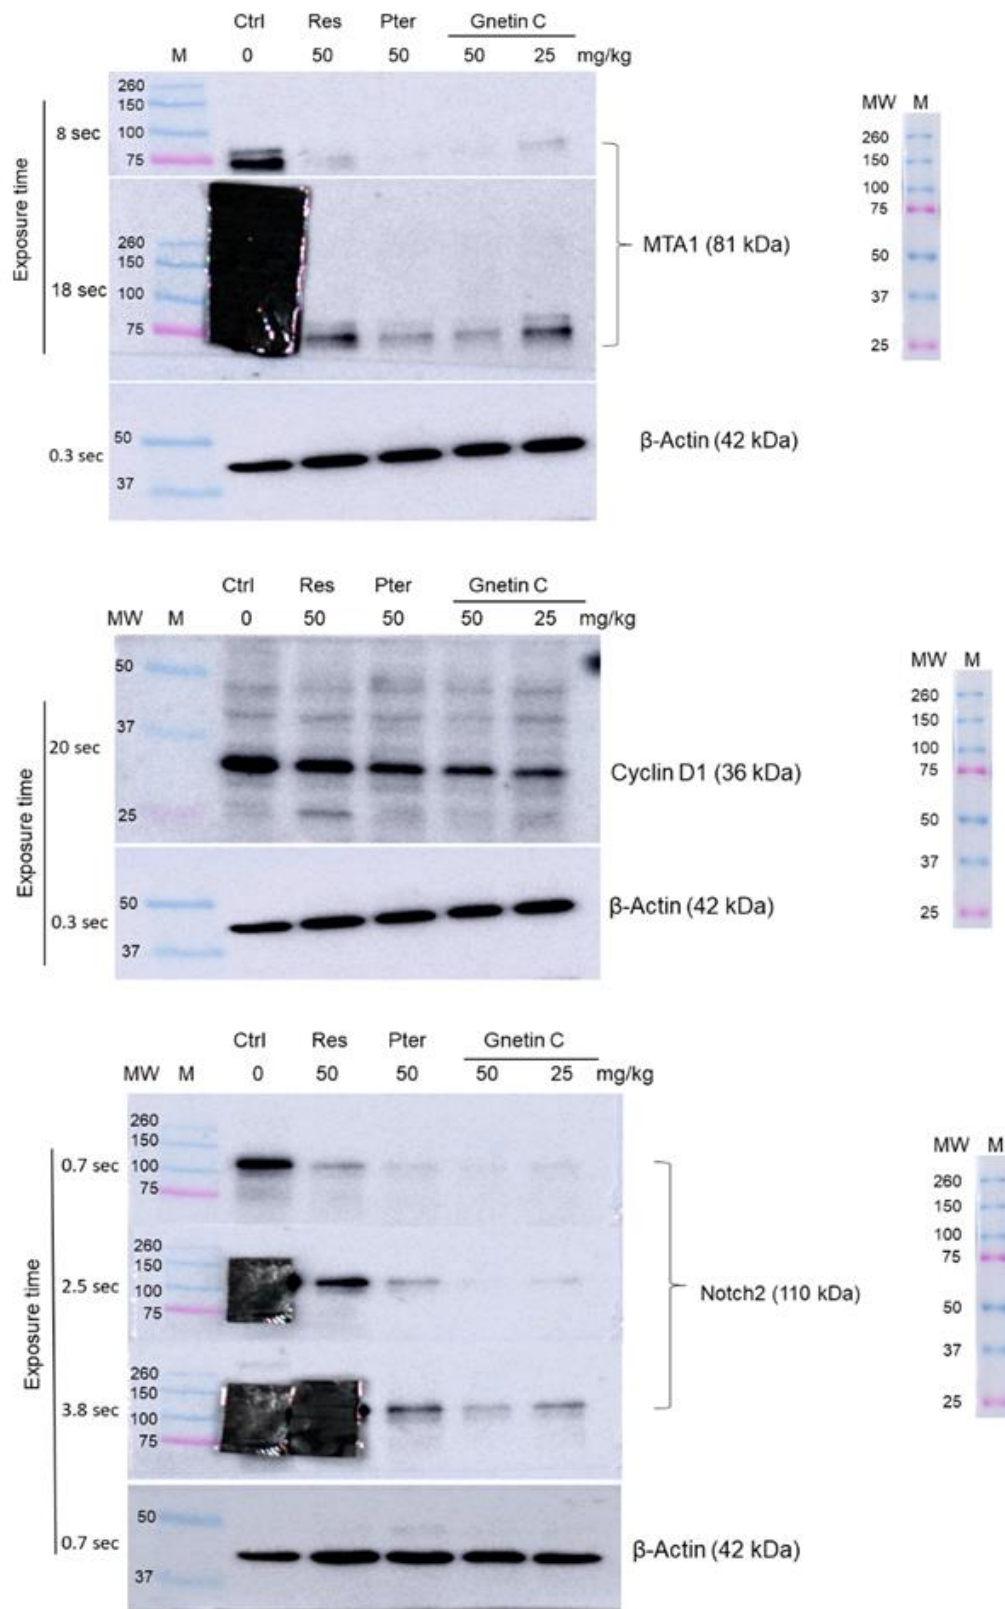 Ctrl Res Pter Gnetin C
M 0 50 50 50 25 mg/kg
260
150
100
75
8 sec
260
150
100
75
18 sec
MTA1 (81 kDa)
50
37
0.3 sec
β-Actin (42 kDa)
Exposure time
MW M
260
150
100
75
50
37
25
Ctrl Res Pter Gnetin C
MW M 0 50 50 50 25 mg/kg
50
37
25
20 sec
Cyclin D1 (36 kDa)
50
37
0.3 sec
β-Actin (42 kDa)
Exposure time
MW M
260
150
100
75
50
37
25
Ctrl Res Pter Gnetin C
MW M 0 50 50 50 25 mg/kg
260
150
100
75
0.7 sec
260
150
100
75
2.5 sec
260
150
100
75
3.8 sec
Notch2 (110 kDa)
50
37
0.7 sec
β-Actin (42 kDa)
Exposure time
MW M
260
150
100
75
50
37
25